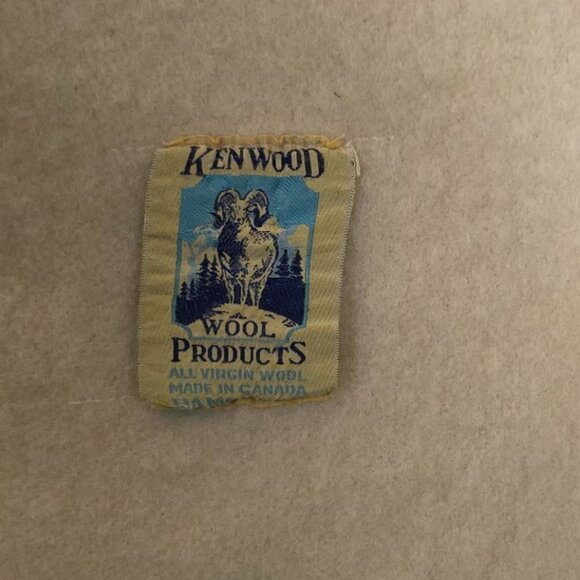 KENWOOD
WOOL
PRODUCTS
ALL VIRGIN WOOL
MADE IN CANADA